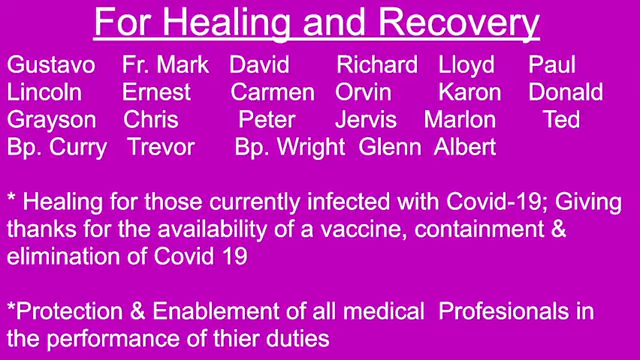 For Healing and Recovery
Gustavo Fr. Mark David Richard Lloyd Paul
Lincoln Ernest Carmen Orvin Karon Donald
Grayson Chris Peter Jervis Marlon Ted
Bp. Curry Trevor Bp. Wright Glenn Albert
* Healing for those currently infected with Covid-19; Giving
thanks for the availability of a vaccine, containment &
elimination of Covid 19
*Protection & Enablement of all medical Profesionals in
the performance of thier duties